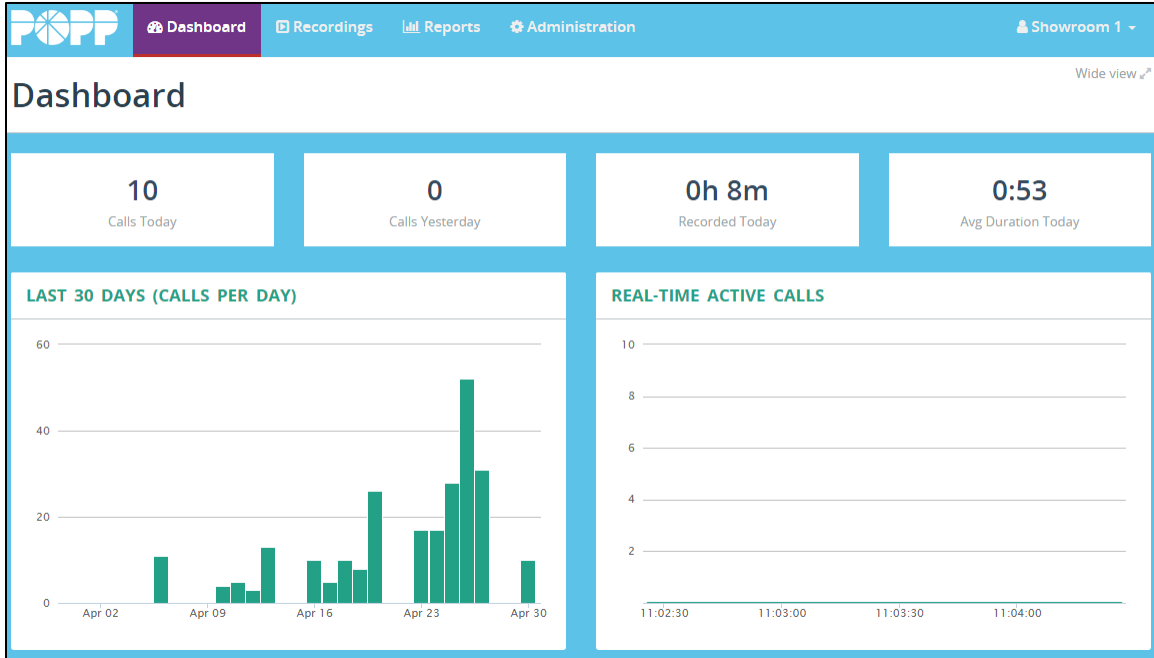 POPP Dashboard Recordings Reports Administration Showroom 1
Wide view
Dashboard
10 0 0h 8m 0:53
Calls Today Calls Yesterday Recorded Today Avg Duration Today
LAST 30 DAYS (CALLS PER DAY)
60
40
20
0
Apr 02 Apr 09 Apr 16 Apr 23 Apr 30
REAL-TIME ACTIVE CALLS
10
8
6
4
2
11:02:30 11:03:00 11:03:30 11:04:00